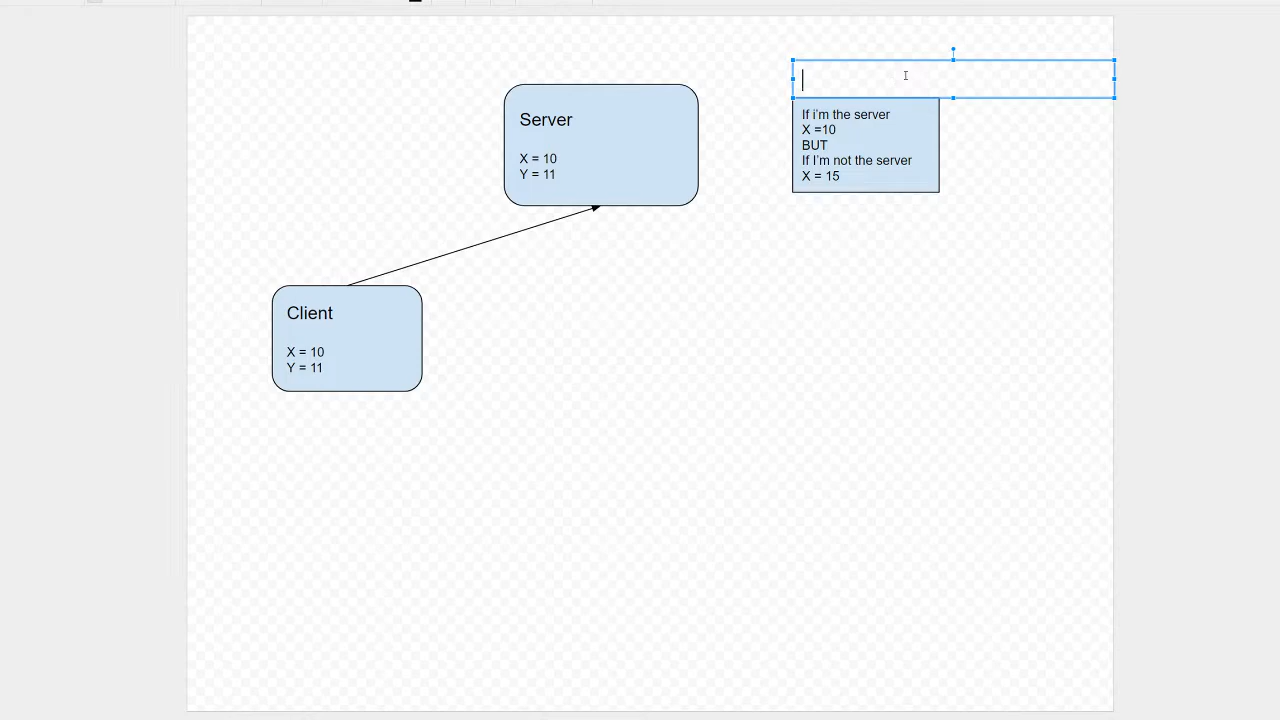 Server
X = 10
Y = 11
If i'm the server
X =10
BUT
If I'm not the server
X = 15
Client
X = 10
Y = 11